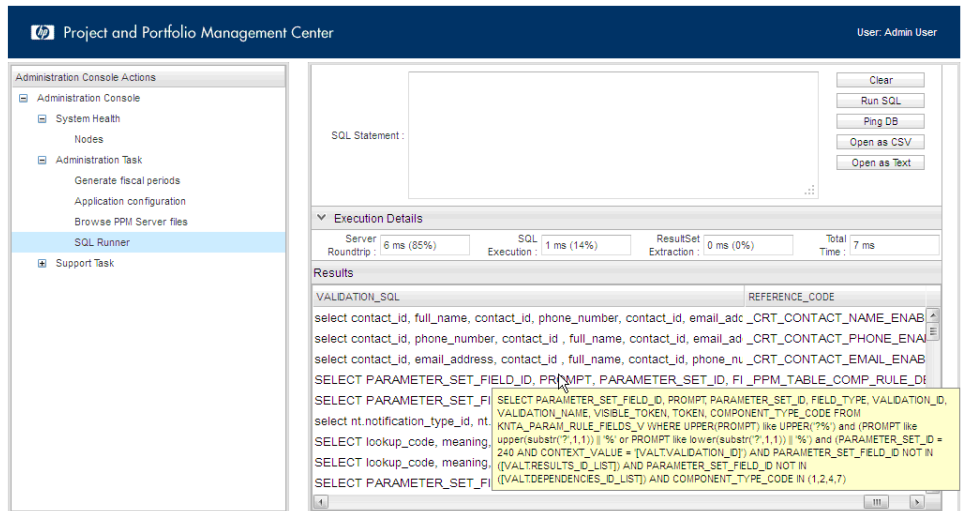 hp Project and Portfolio Management Center
User: Admin User
Administration Console Actions
Administration Console
System Health
Nodes
Administration Task
Generate fiscal periods
Application configuration
Browse PPM Server files
SQL Runner
Support Task
SQL Statement :
Clear
Run SQL
Ping DB
Open as CSV
Open as Text
Execution Details
Server Roundtrip : 6 ms (85%)
SQL Execution : 1 ms (14%)
ResultSet Extraction : 0 ms (0%)
Total Time : 7 ms
Results
VALIDATION_SQL REFERENCE_CODE
select contact_id, full_name, contact_id, phone_number, contact_id, email_adc _CRT_CONTACT_NAME_ENAB
select contact_id, phone_number, contact_id , full_name, contact_id, email_ad _CRT_CONTACT_PHONE_ENA
select contact_id, email_address, contact_id , full_name, contact_id, phone_nu _CRT_CONTACT_EMAIL_ENAB
SELECT PARAMETER_SET_FIELD_ID, PROMPT, PARAMETER_SET_ID, FI _PPM_TABLE_COMP_RULE_DE
SELECT PARAMETER_SET_FI
select nt.notification_type_id, nt.
SELECT lookup_code, meaning,
SELECT lookup_code, meaning,
SELECT PARAMETER_SET_FI
SELECT PARAMETER_SET_FIELD_ID, PROMPT, PARAMETER_SET_ID, FIELD_TYPE, VALIDATION_ID,
VALIDATION_NAME, VISIBLE_TOKEN, TOKEN, COMPONENT_TYPE_CODE FROM
KNTA_PARAM_RULE_FIELDS_V WHERE UPPER(PROMPT) like UPPER('?%') and (PROMPT like
upper(substr('?',1,1)) || '%' or PROMPT like lower(substr('?',1,1)) || '%') and (PARAMETER_SET_ID =
240 AND CONTEXT_VALUE = '[VALT.VALIDATION_ID]') AND PARAMETER_SET_FIELD_ID NOT IN
([VALT.RESULTS_ID_LIST]) AND PARAMETER_SET_FIELD_ID NOT IN
([VALT.DEPENDENCIES_ID_LIST]) AND COMPONENT_TYPE_CODE IN (1,2,4,7)